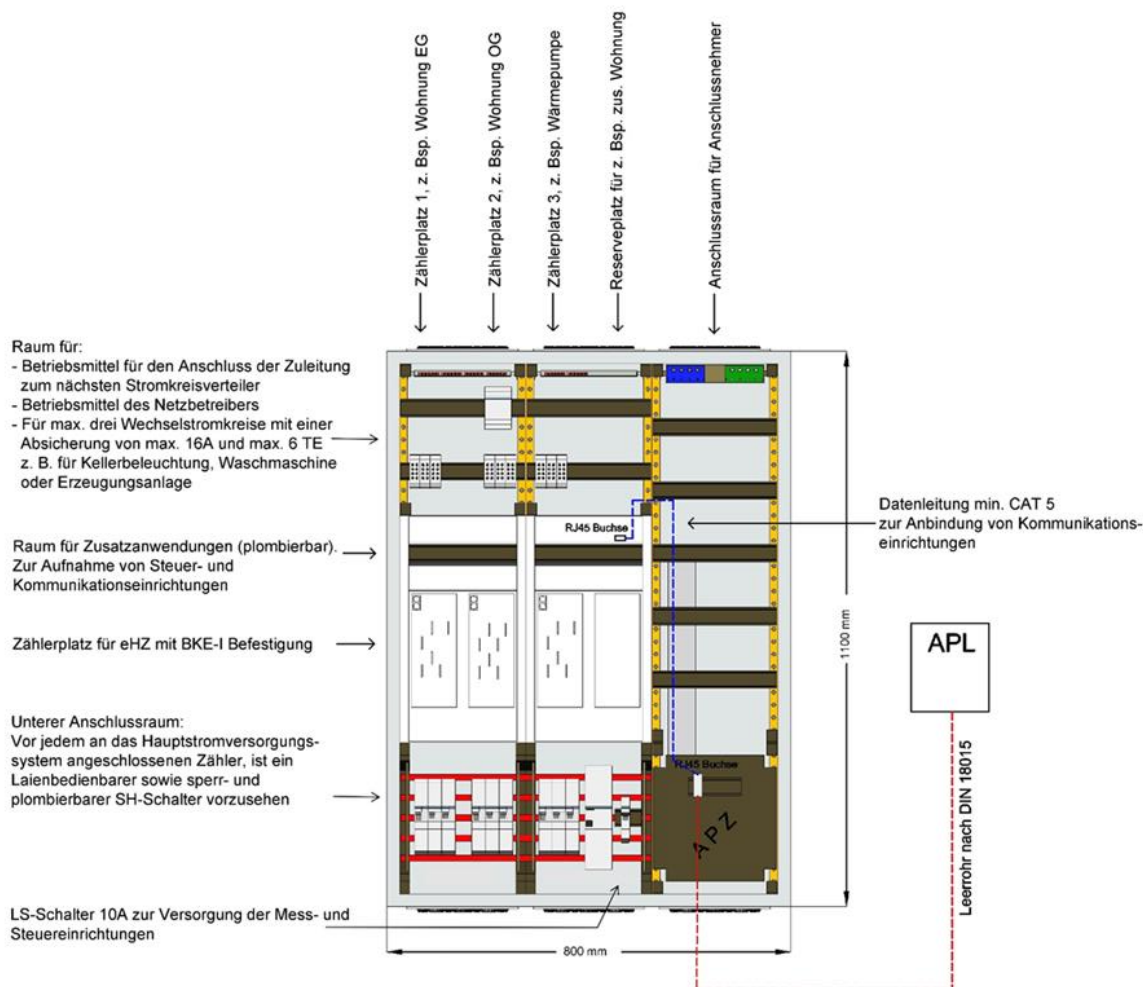 Zählerplatz 1, z. Bsp. Wohnung EG
Zählerplatz 2, z. Bsp. Wohnung OG
Zählerplatz 3, z. Bsp. Wärmepumpe
Reserveplatz für z. Bsp. zus. Wohnung
Anschlussraum für Anschlussnehmer
Raum für:
- Betriebsmittel für den Anschluss der Zuleitung
zum nächsten Stromkreisverteiler
- Betriebsmittel des Netzbetreibers
- Für max. drei Wechselstromkreise mit einer
Absicherung von max. 16A und max. 6 TE
z. B. für Kellerbeleuchtung, Waschmaschine
oder Erzeugungsanlage
Datenleitung min. CAT 5
zur Anbindung von Kommunikations-
einrichtungen
RJ45 Buchse
Raum für Zusatzanwendungen (plombierbar).
Zur Aufnahme von Steuer- und
Kommunikationseinrichtungen
Zählerplatz für eHZ mit BKE-I Befestigung
1100 mm
APL
Unterer Anschlussraum:
Vor jedem an das Hauptstromversorgungs-
system angeschlossenen Zähler, ist ein
Laienbedienbarer sowie sperr- und
plombierbarer SH-Schalter vorzusehen
RJ45 Buchse
APZ
Leerrohr nach DIN 18015
LS-Schalter 10A zur Versorgung der Mess- und
Steuereinrichtungen
800 mm